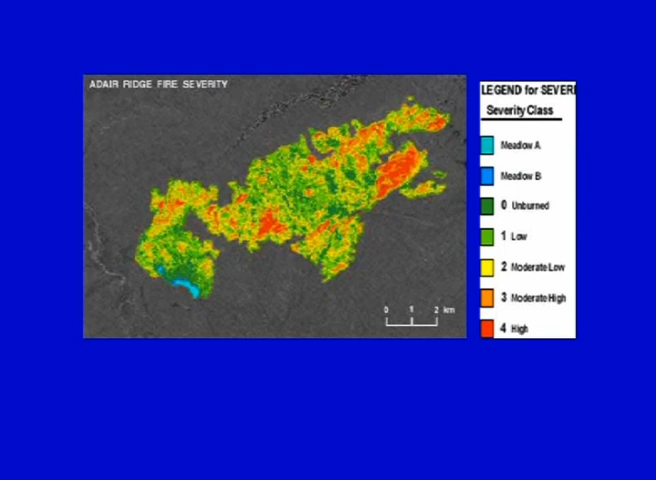 ADAIR RIDGE FIRE SEVERITY
0 1 2 km
LEGEND for SEVERI
Severity Class
Meadow A
Meadow B
0 Unburned
1 Low
2 Moderate Low
3 Moderate High
4 High